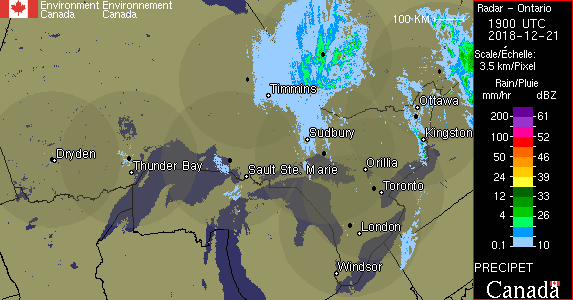 Environment Environnement
Canada Canada
100 KM
Timmins
Ottawa
Sudbury
Kingston
Dryden
Thunder Bay
Sault Ste. Marie
Orillia
Toronto
London
Windsor
Radar - Ontario
1900 UTC
2018-12-21
Scale/Échelle:
3.5 km/Pixel
Rain/Pluie
mm/hr dBZ
200 61
100 52
50 46
24 39
12 33
4 26
0.1 10
PRECIPET
Canada